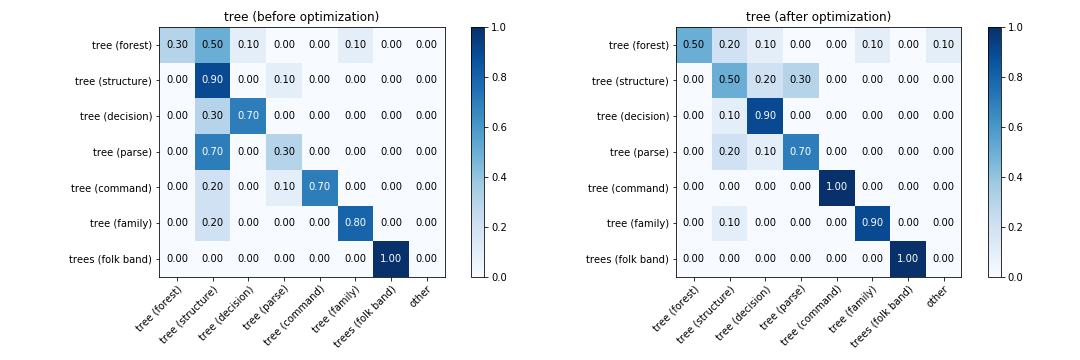 tree (before optimization)
tree (forest) 0.30 0.50 0.10 0.00 0.00 0.10 0.00 0.00
tree (structure) 0.00 0.90 0.00 0.10 0.00 0.00 0.00 0.00
tree (decision) 0.00 0.30 0.70 0.00 0.00 0.00 0.00 0.00
tree (parse) 0.00 0.70 0.00 0.30 0.00 0.00 0.00 0.00
tree (command) 0.00 0.20 0.00 0.10 0.70 0.00 0.00 0.00
tree (family) 0.00 0.20 0.00 0.00 0.00 0.80 0.00 0.00
trees (folk band) 0.00 0.00 0.00 0.00 0.00 0.00 1.00 0.00
tree (forest)
tree (structure)
tree (decision)
tree (parse)
tree (command)
tree (family)
trees (folk band)
other
1.0
0.8
0.6
0.4
0.2
0.0
tree (after optimization)
tree (forest) 0.50 0.20 0.10 0.00 0.00 0.10 0.00 0.10
tree (structure) 0.00 0.50 0.20 0.30 0.00 0.00 0.00 0.00
tree (decision) 0.00 0.10 0.90 0.00 0.00 0.00 0.00 0.00
tree (parse) 0.00 0.20 0.10 0.70 0.00 0.00 0.00 0.00
tree (command) 0.00 0.00 0.00 0.00 1.00 0.00 0.00 0.00
tree (family) 0.00 0.10 0.00 0.00 0.00 0.90 0.00 0.00
trees (folk band) 0.00 0.00 0.00 0.00 0.00 0.00 1.00 0.00
tree (forest)
tree (structure)
tree (decision)
tree (parse)
tree (command)
tree (family)
trees (folk band)
other
1.0
0.8
0.6
0.4
0.2
0.0